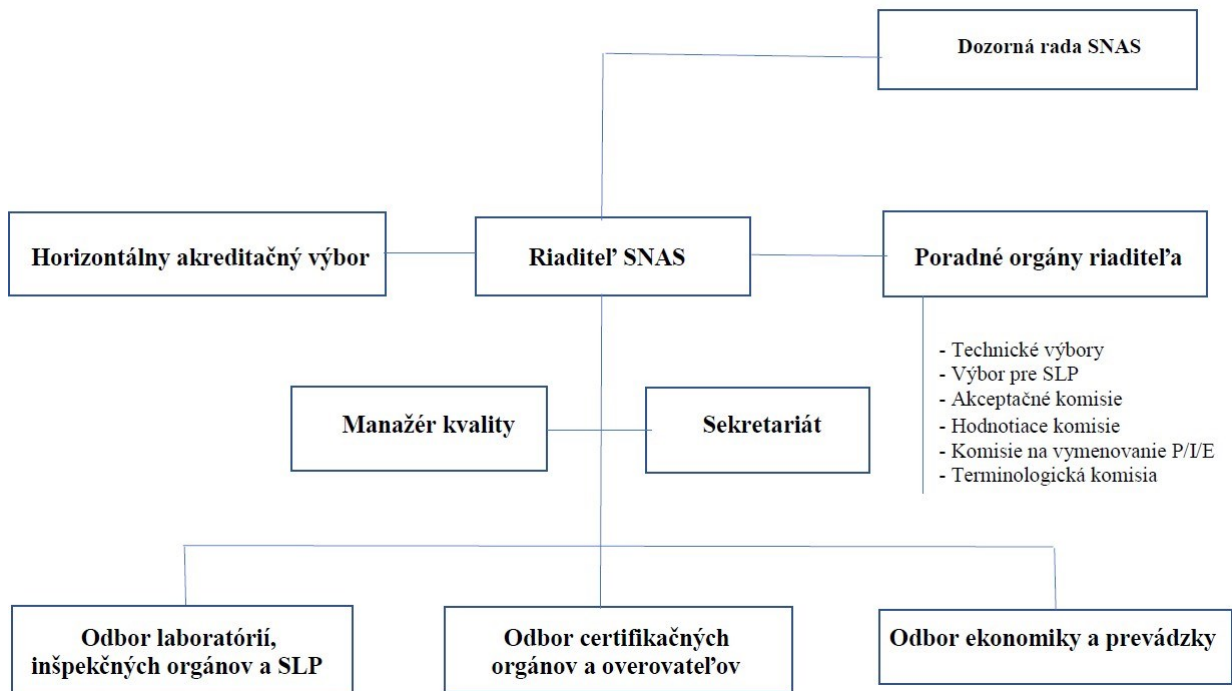 Dozorná rada SNAS
Horizontálny akreditačný výbor
Riaditeľ SNAS
Poradné orgány riaditeľa
- Technické výbory
- Výbor pre SLP
- Akceptačné komisie
- Hodnotiace komisie
- Komisie na vymenovanie P/I/E
- Terminologická komisia
Manažér kvality
Sekretariát
Odbor laboratórií,
inšpekčných orgánov a SLP
Odbor certifikačných
orgánov a overovateľov
Odbor ekonomiky a prevádzky